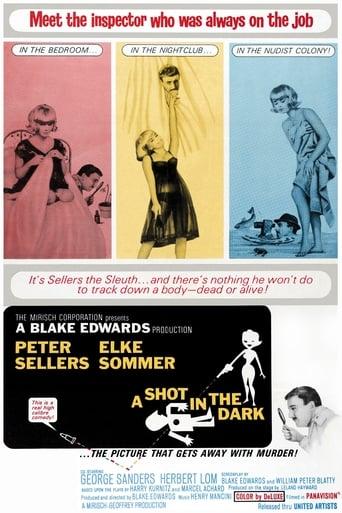 Meet the inspector who was always on the job
IN THE BEDROOM...
IN THE NIGHTCLUB...
IN THE NUDIST COLONY!
It's Sellers the Sleuth...and there's nothing he won't do
to track down a body—dead or alive!
THE MIRISCH CORPORATION presents
A BLAKE EDWARDS PRODUCTION
PETER SELLERS
ELKE SOMMER
A SHOT
IN THE
DARK
This is a
real high
calibre
comedy!
...THE PICTURE THAT GETS AWAY WITH MURDER!
CO-STARRING
GEORGE SANDERS HERBERT LOM
SCREENPLAY BY
BLAKE EDWARDS and WILLIAM PETER BLATTY
BASED UPON THE PLAYS BY HARRY KURNITZ and MARCEL ACHARD
Produced on the stage by LELAND HAYWARD
Produced and directed by BLAKE EDWARDS Music HENRY MANCINI
COLOR by DeLUXE Filmed in PANAVISION®
A MIRISCH-GEOFFREY PRODUCTION
Released thru UNITED ARTISTS